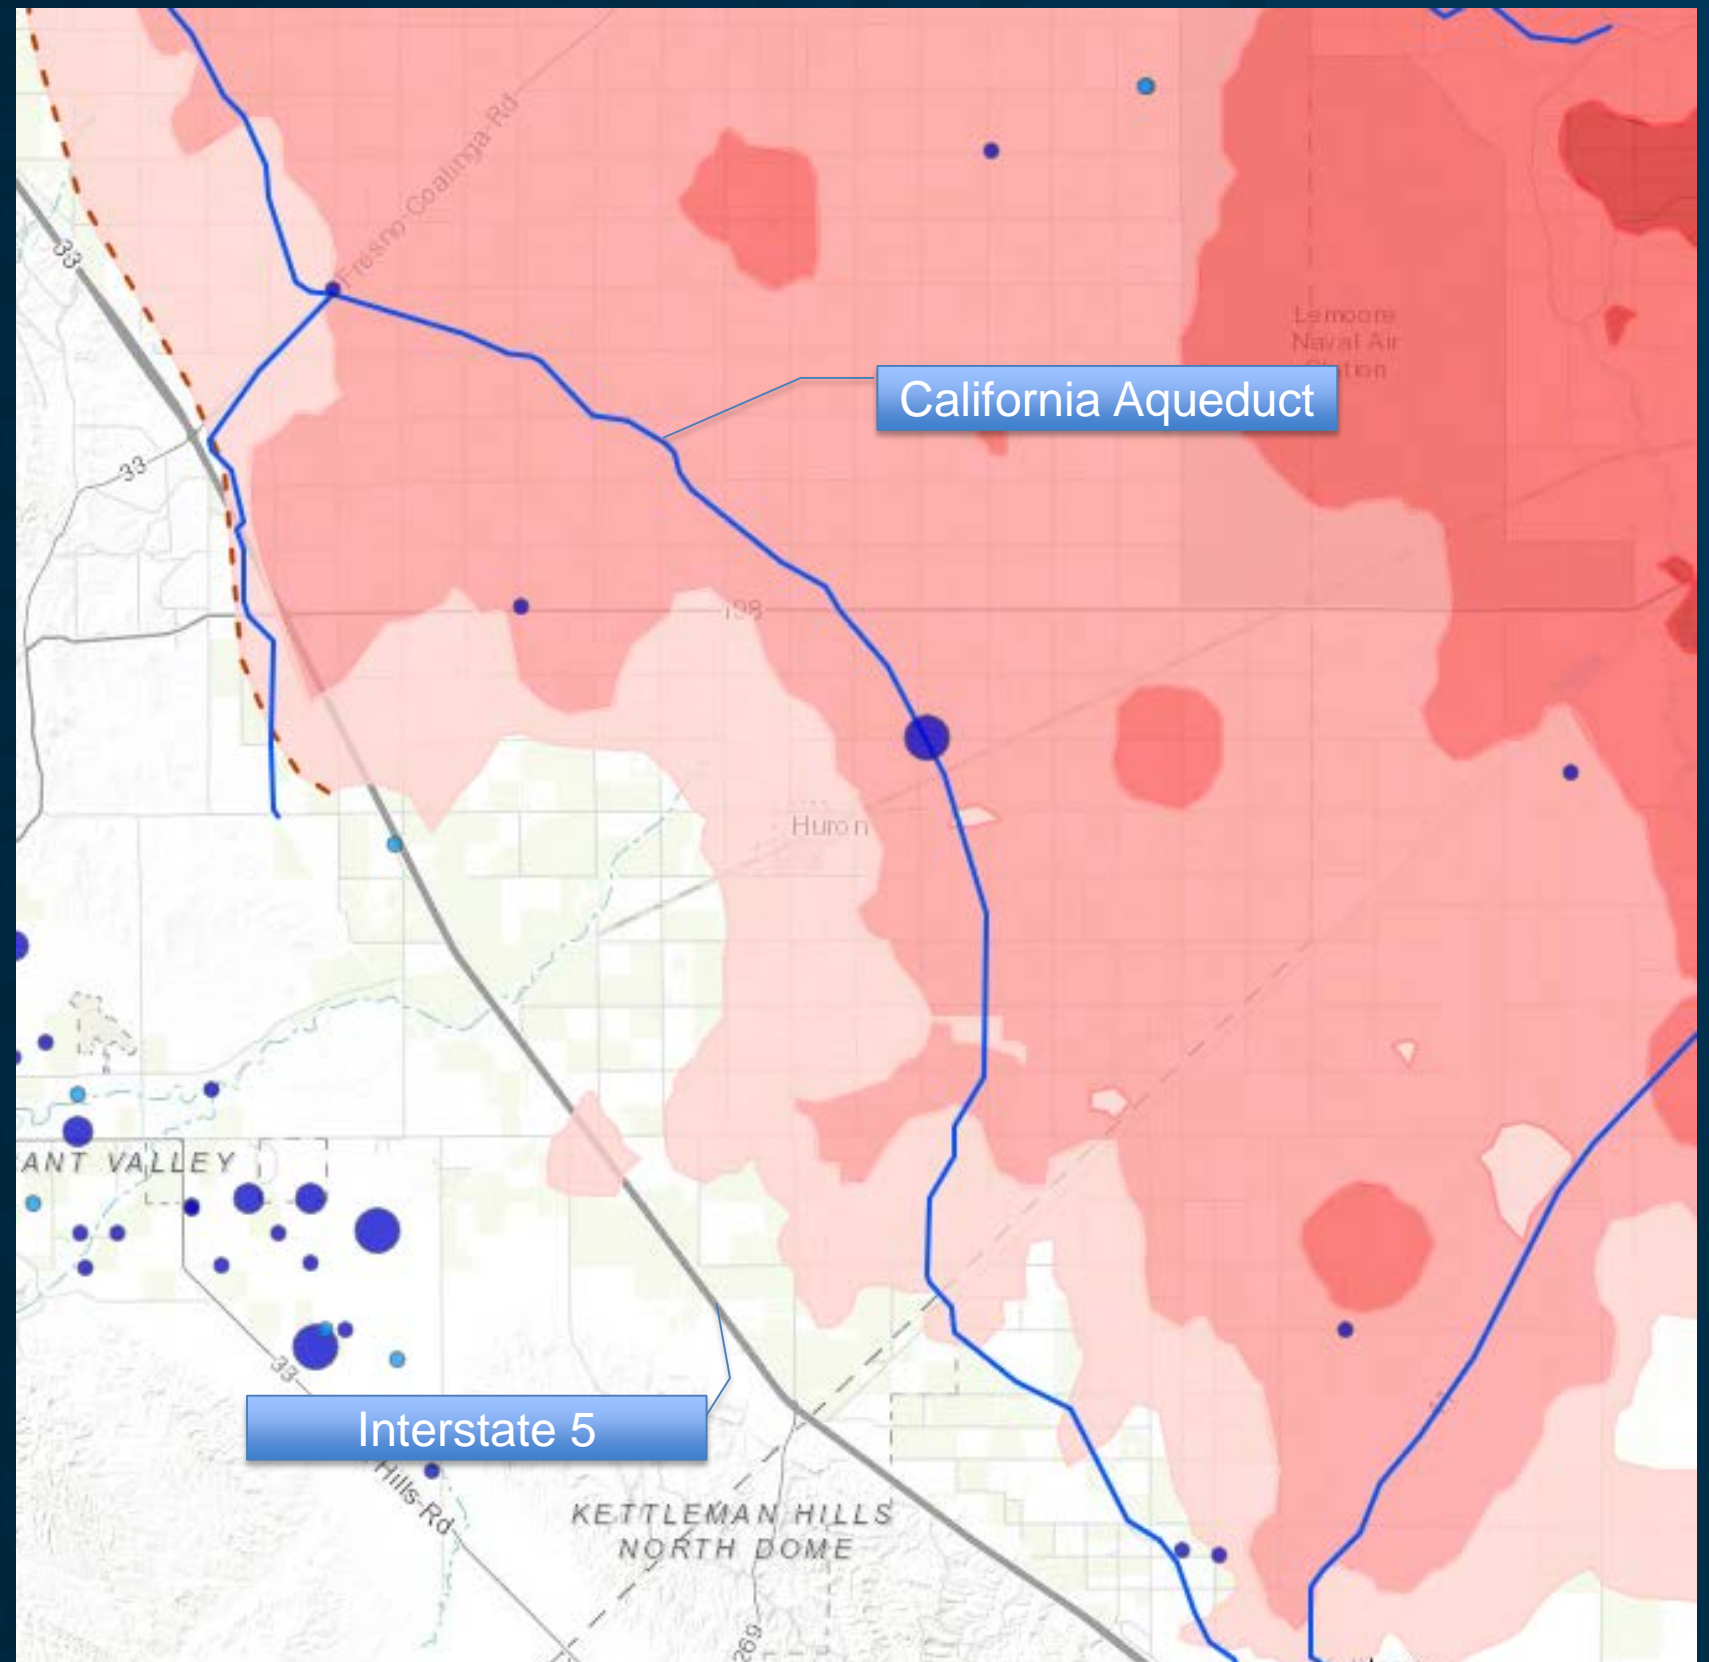 Fresno-Coalinga-Rd
33
Lemoore
Naval Air
Station
California Aqueduct
33
198
Huron
ANT VALLEY
33
Interstate 5
Hills-Rd
KETTLEMAN HILLS
NORTH DOME
269